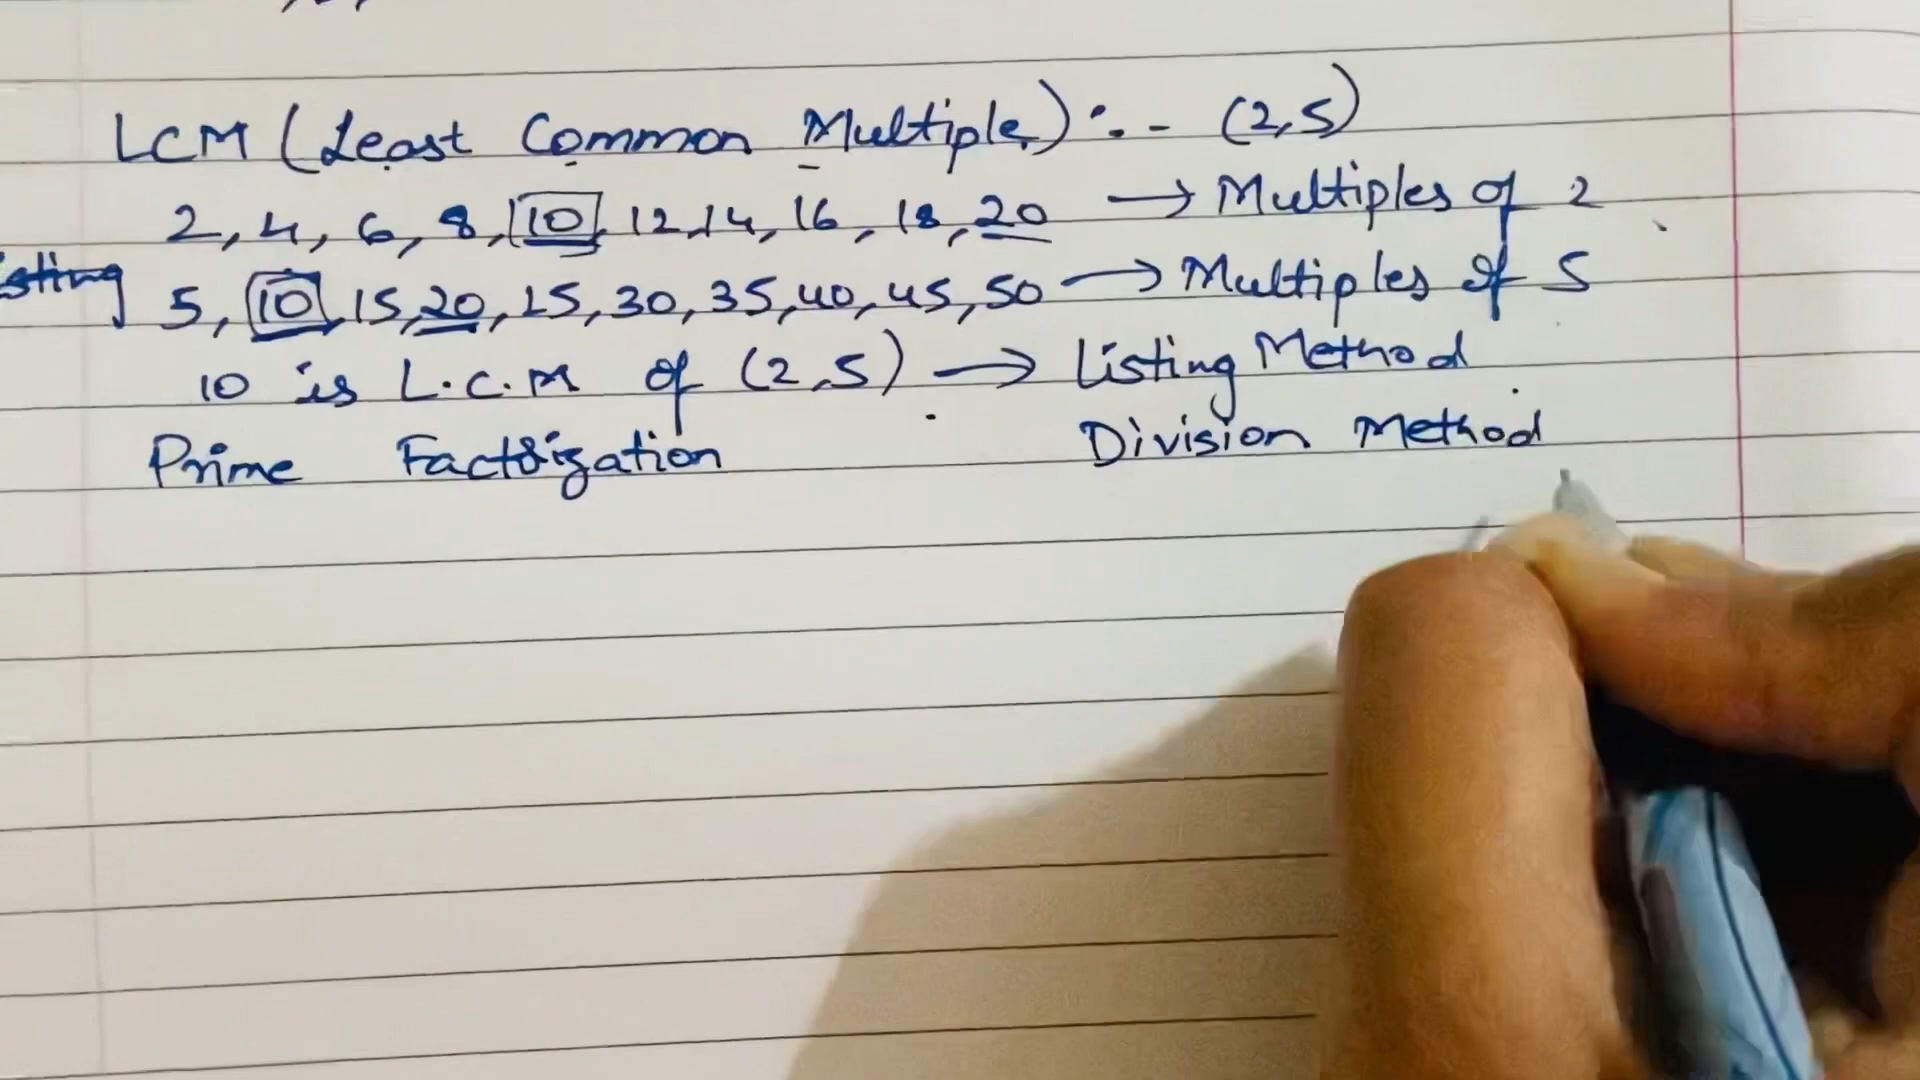 LCM (Least Common Multiple) :- (2,5)
2, 4, 6, 8, 10, 12, 14, 16, 18, 20 → Multiples of 2
5, 10, 15, 20, 25, 30, 35, 40, 45, 50 → Multiples of 5
10 is L.C.M of (2,5) → Listing Method
Prime Factorization Division Method